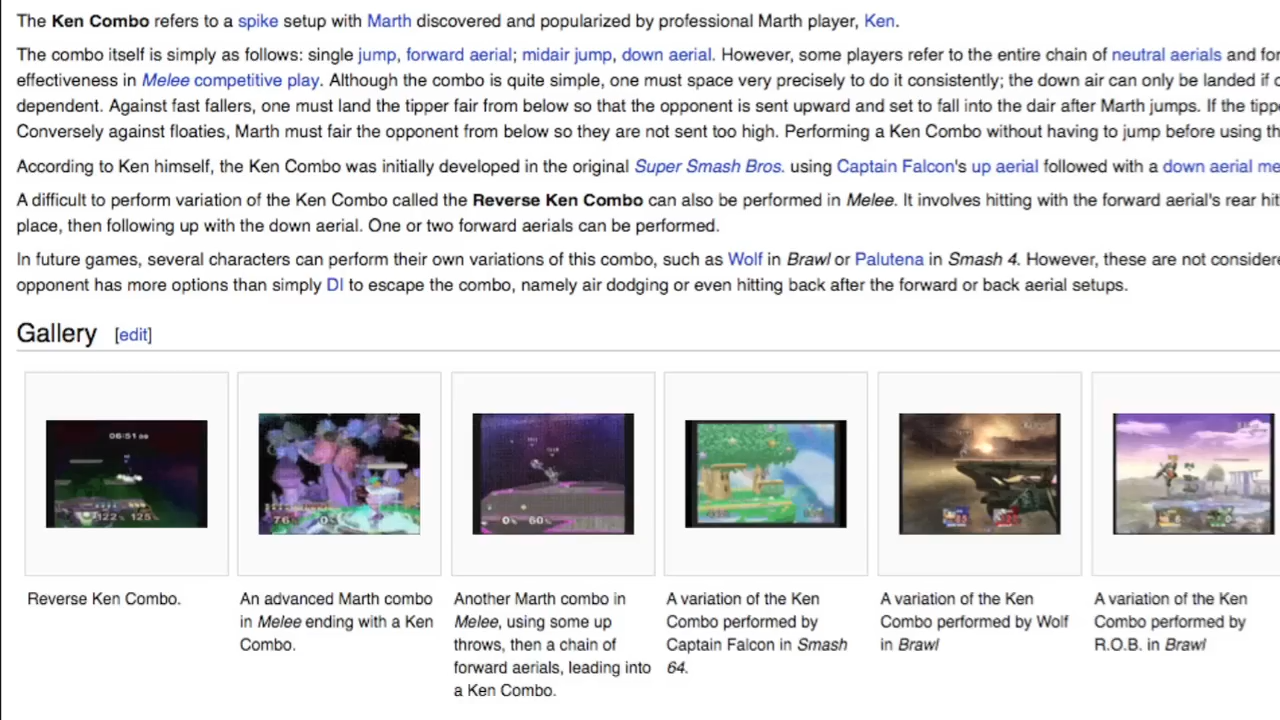 The Ken Combo refers to a spike setup with Marth discovered and popularized by professional Marth player, Ken.
The combo itself is simply as follows: single jump, forward aerial; midair jump, down aerial. However, some players refer to the entire chain of neutral aerials and for
effectiveness in Melee competitive play. Although the combo is quite simple, one must space very precisely to do it consistently; the down air can only be landed if
dependent. Against fast fallers, one must land the tipper fair from below so that the opponent is sent upward and set to fall into the dair after Marth jumps. If the tipp
Conversely against floaties, Marth must fair the opponent from below so they are not sent too high. Performing a Ken Combo without having to jump before using th
According to Ken himself, the Ken Combo was initially developed in the original Super Smash Bros. using Captain Falcon's up aerial followed with a down aerial me
A difficult to perform variation of the Ken Combo called the Reverse Ken Combo can also be performed in Melee. It involves hitting with the forward aerial's rear hit
place, then following up with the down aerial. One or two forward aerials can be performed.
In future games, several characters can perform their own variations of this combo, such as Wolf in Brawl or Palutena in Smash 4. However, these are not considere
opponent has more options than simply DI to escape the combo, namely air dodging or even hitting back after the forward or back aerial setups.
Gallery [edit]
06:51
122% 125%
76% 0%
0% 60%
Reverse Ken Combo.
An advanced Marth combo
in Melee ending with a Ken
Combo.
Another Marth combo in
Melee, using some up
throws, then a chain of
forward aerials, leading into
a Ken Combo.
A variation of the Ken
Combo performed by
Captain Falcon in Smash
64.
A variation of the Ken
Combo performed by Wolf
in Brawl
A variation of the Ken
Combo performed by
R.O.B. in Brawl